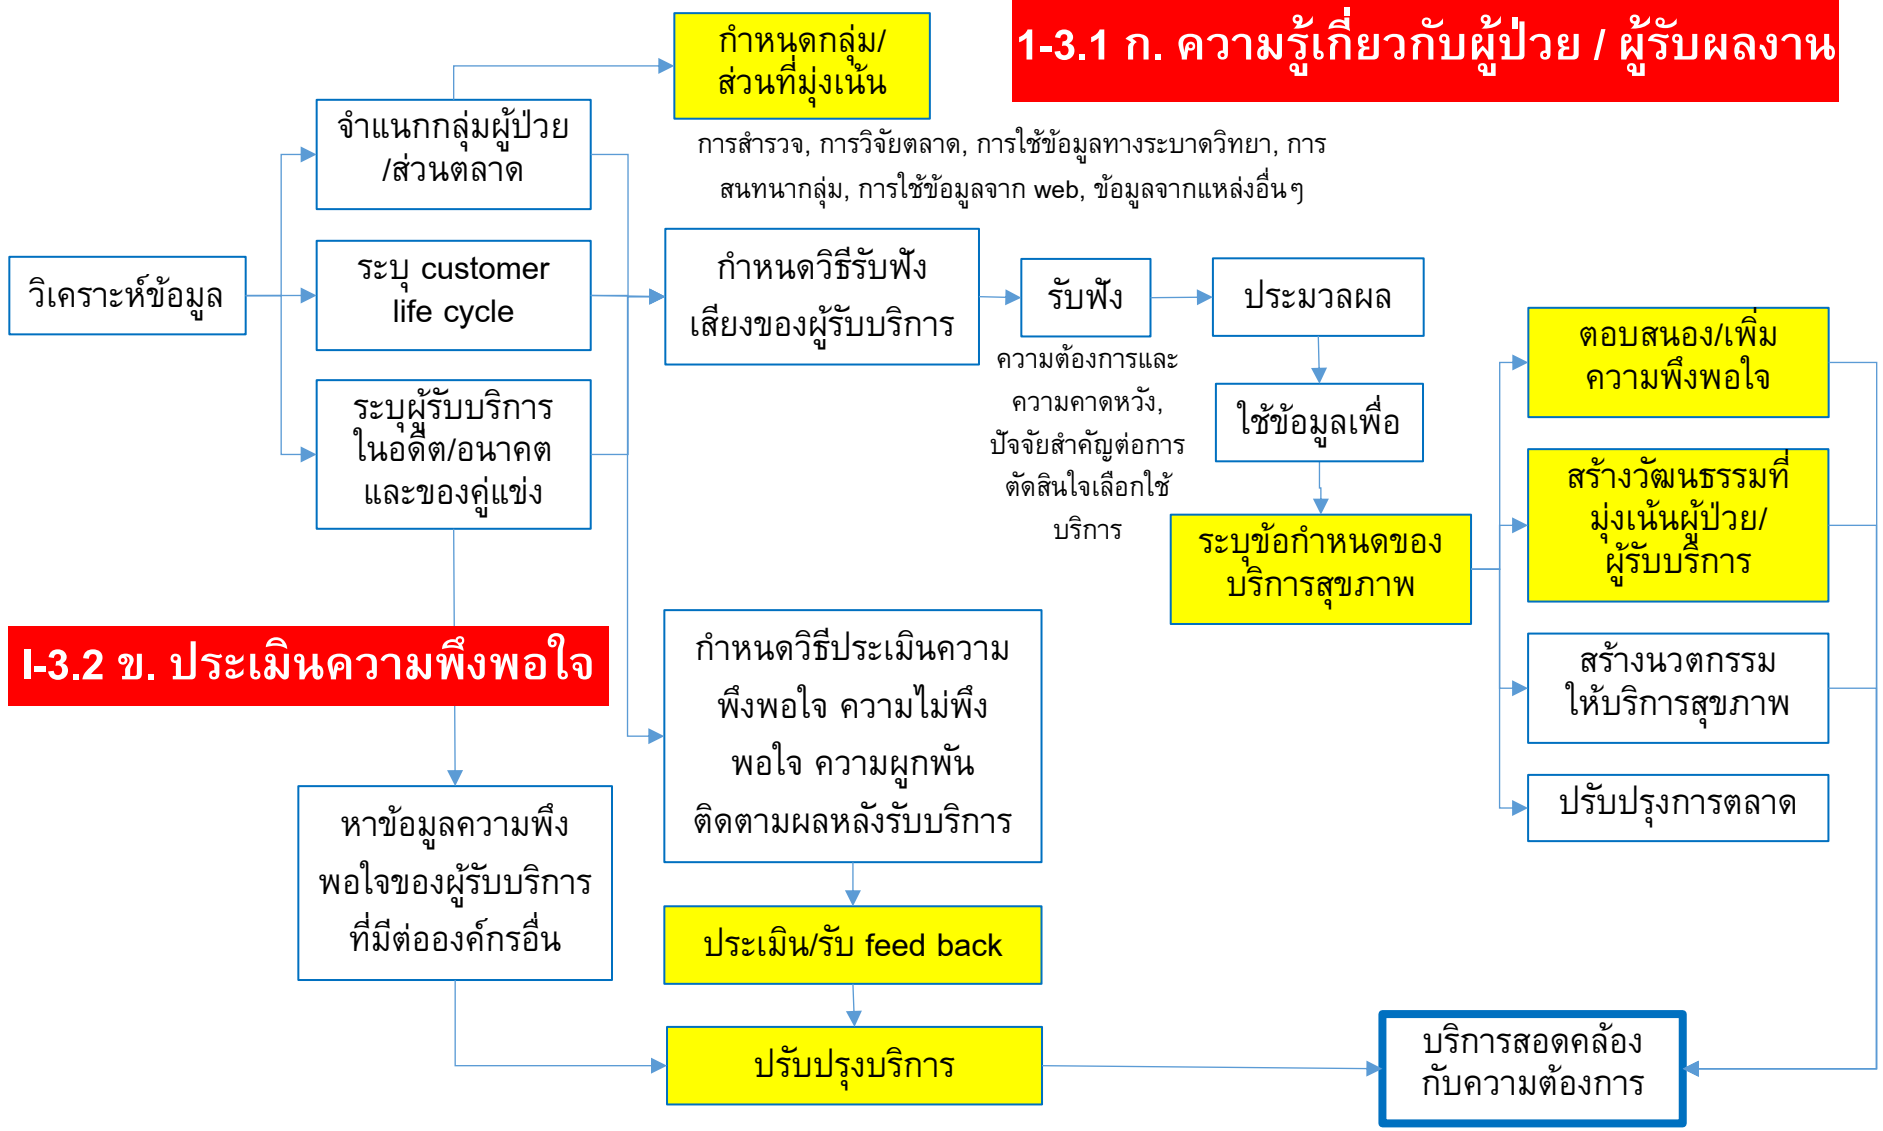 1-3.1 ก. ความรู้เกี่ยวกับผู้ป่วย / ผู้รับผลงาน
กำหนดกลุ่ม/
ส่วนที่มุ่งเน้น
จำแนกกลุ่มผู้ป่วย
/ส่วนตลาด
การสำรวจ, การวิจัยตลาด, การใช้ข้อมูลทางระบาดวิทยา, การ
สนทนากลุ่ม, การใช้ข้อมูลจาก web, ข้อมูลจากแหล่งอื่นๆ
วิเคราะห์ข้อมูล
ระบุ customer
life cycle
กำหนดวิธีรับฟัง
เสียงของผู้รับบริการ
รับฟัง
ประมวลผล
ระบุผู้รับบริการ
ในอดีต/อนาคต
และของคู่แข่ง
ความต้องการและ
ความคาดหวัง,
ปัจจัยสำคัญต่อการ
ตัดสินใจเลือกใช้
บริการ
ใช้ข้อมูลเพื่อ
ระบุข้อกำหนดของ
บริการสุขภาพ
ตอบสนอง/เพิ่ม
ความพึงพอใจ
สร้างวัฒนธรรมที่
มุ่งเน้นผู้ป่วย/
ผู้รับบริการ
สร้างนวตกรรม
ให้บริการสุขภาพ
ปรับปรุงการตลาด
I-3.2 ข. ประเมินความพึงพอใจ
กำหนดวิธีประเมินความ
พึงพอใจ ความไม่พึง
พอใจ ความผูกพัน
ติดตามผลหลังรับบริการ
หาข้อมูลความพึง
พอใจของผู้รับบริการ
ที่มีต่อองค์กรอื่น
ประเมิน/รับ feed back
ปรับปรุงบริการ
บริการสอดคล้อง
กับความต้องการ